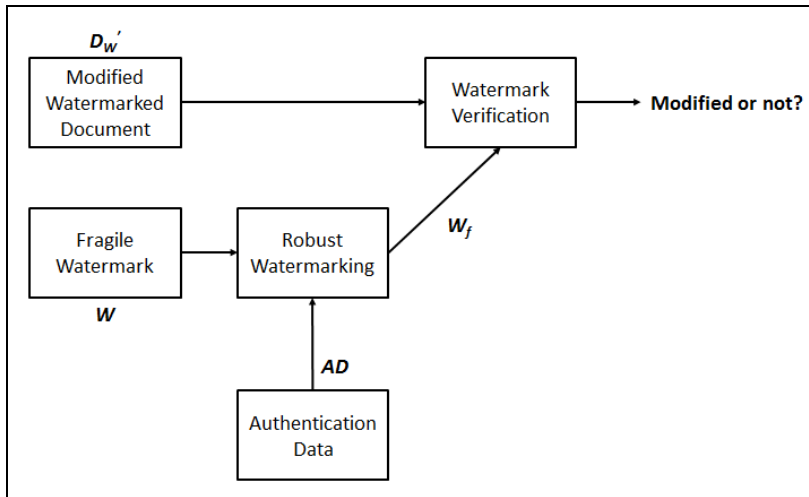 D_W′
Modified
Watermarked
Document
Watermark
Verification
Modified or not?
Fragile
Watermark
W
Robust
Watermarking
W_f
AD
Authentication
Data